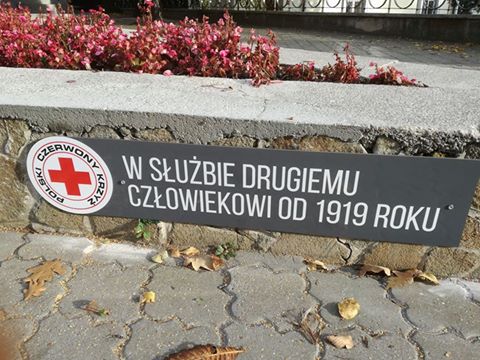 POLSKI CZERWONY KRZYŻ
W SŁUŻBIE DRUGIEMU
CZŁOWIEKOWI OD 1919 ROKU